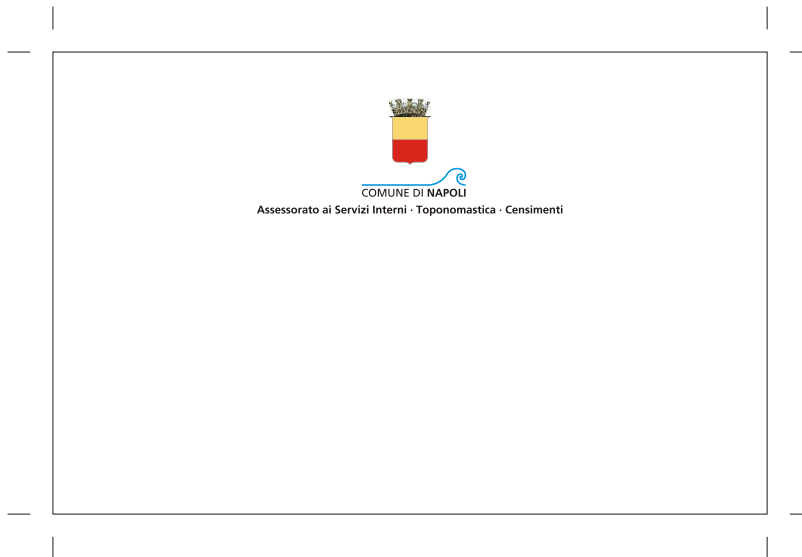 COMUNE DI NAPOLI
Assessorato ai Servizi Interni · Toponomastica · Censimenti